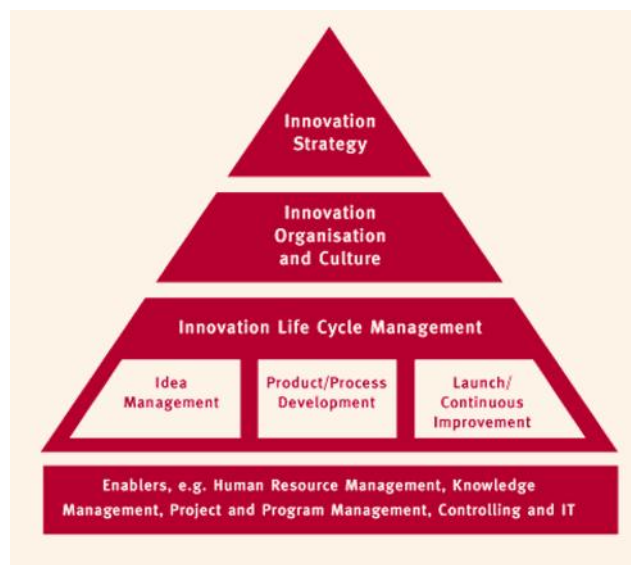 Innovation
Strategy
Innovation
Organisation
and Culture
Innovation Life Cycle Management
Idea
Management
Product/Process
Development
Launch/
Continuous
Improvement
Enablers, e.g. Human Resource Management, Knowledge
Management, Project and Program Management, Controlling and IT